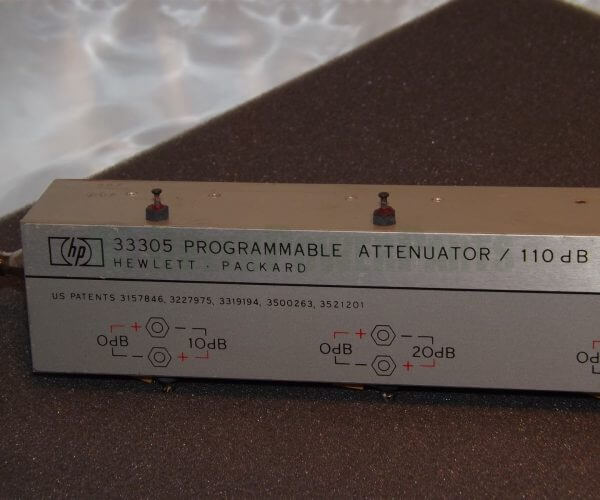 hp 33305 PROGRAMMABLE ATTENUATOR / 110 dB
HEWLETT · PACKARD
US PATENTS 3157846, 3227975, 3319194, 3500263, 3521201
+ −
0dB 10dB 0dB 20dB 0d
− +